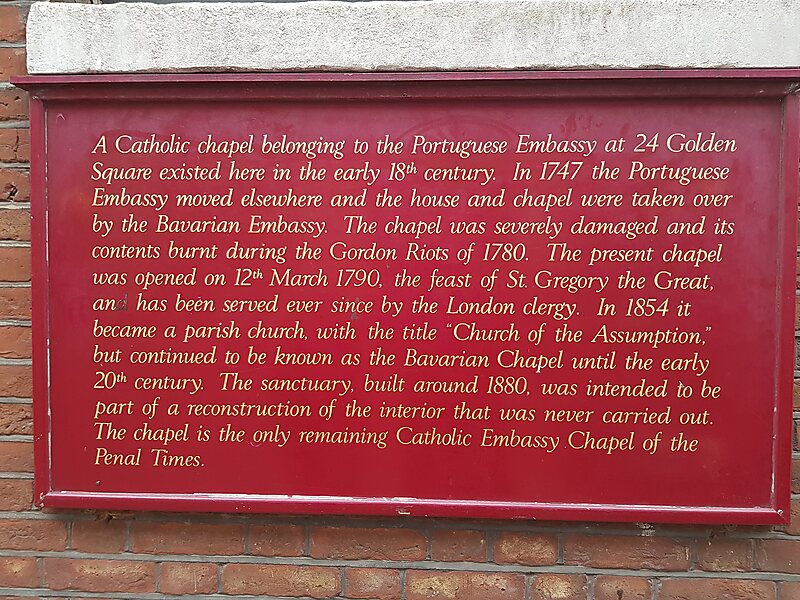 A Catholic chapel belonging to the Portuguese Embassy at 24 Golden
Square existed here in the early 18th century. In 1747 the Portuguese
Embassy moved elsewhere and the house and chapel were taken over
by the Bavarian Embassy. The chapel was severely damaged and its
contents burnt during the Gordon Riots of 1780. The present chapel
was opened on 12th March 1790, the feast of St. Gregory the Great,
and has been served ever since by the London clergy. In 1854 it
became a parish church, with the title "Church of the Assumption,"
but continued to be known as the Bavarian Chapel until the early
20th century. The sanctuary, built around 1880, was intended to be
part of a reconstruction of the interior that was never carried out.
The chapel is the only remaining Catholic Embassy Chapel of the
Penal Times.